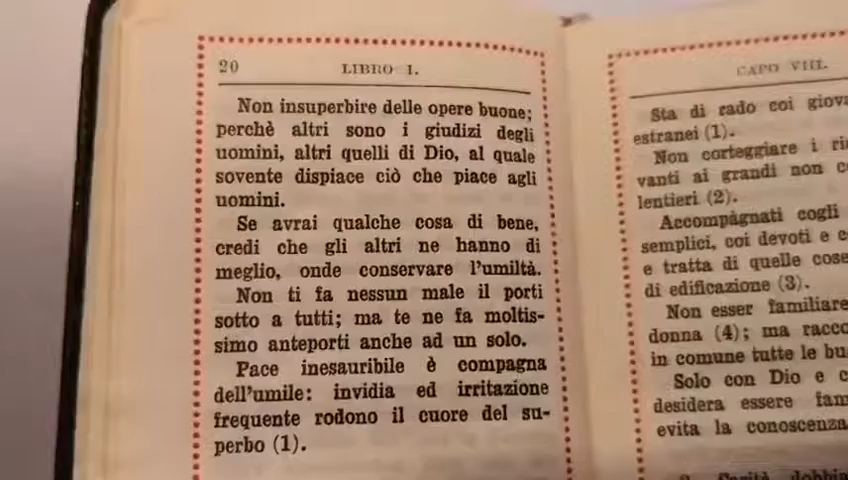 20
LIBRO I.
Non insuperbire delle opere buone;
perchè altri sono i giudizi degli
uomini, altri quelli di Dio, al quale
sovente dispiace ciò che piace agli
uomini.
Se avrai qualche cosa di bene,
credi che gli altri ne hanno di
meglio, onde conservare l'umiltà.
Non ti fa nessun male il porti
sotto a tutti; ma te ne fa moltis-
simo anteporti anche ad un solo.
Pace inesauribile è compagna
dell'umile: invidia ed irritazione
frequente rodono il cuore del su-
perbo (1).
CAPO VIII.
Sta di rado coi
estranei (1).
Non corteggiare i
vanti ai grandi non
lentieri (2).
Accompàgnati cogli
semplici, coi devoti e
e tratta di quelle cose
di edificazione (3).
Non esser familiare
donna (4); ma
in comune tutte le
Solo con Dio e
desidera essere
evita la conoscenza